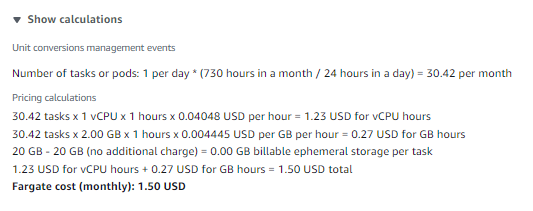 Show calculations
Unit conversions management events
Number of tasks or pods: 1 per day * (730 hours in a month / 24 hours in a day) = 30.42 per month
Pricing calculations
30.42 tasks x 1 vCPU x 1 hours x 0.04048 USD per hour = 1.23 USD for vCPU hours
30.42 tasks x 2.00 GB x 1 hours x 0.004445 USD per GB per hour = 0.27 USD for GB hours
20 GB - 20 GB (no additional charge) = 0.00 GB billable ephemeral storage per task
1.23 USD for vCPU hours + 0.27 USD for GB hours = 1.50 USD total
Fargate cost (monthly): 1.50 USD